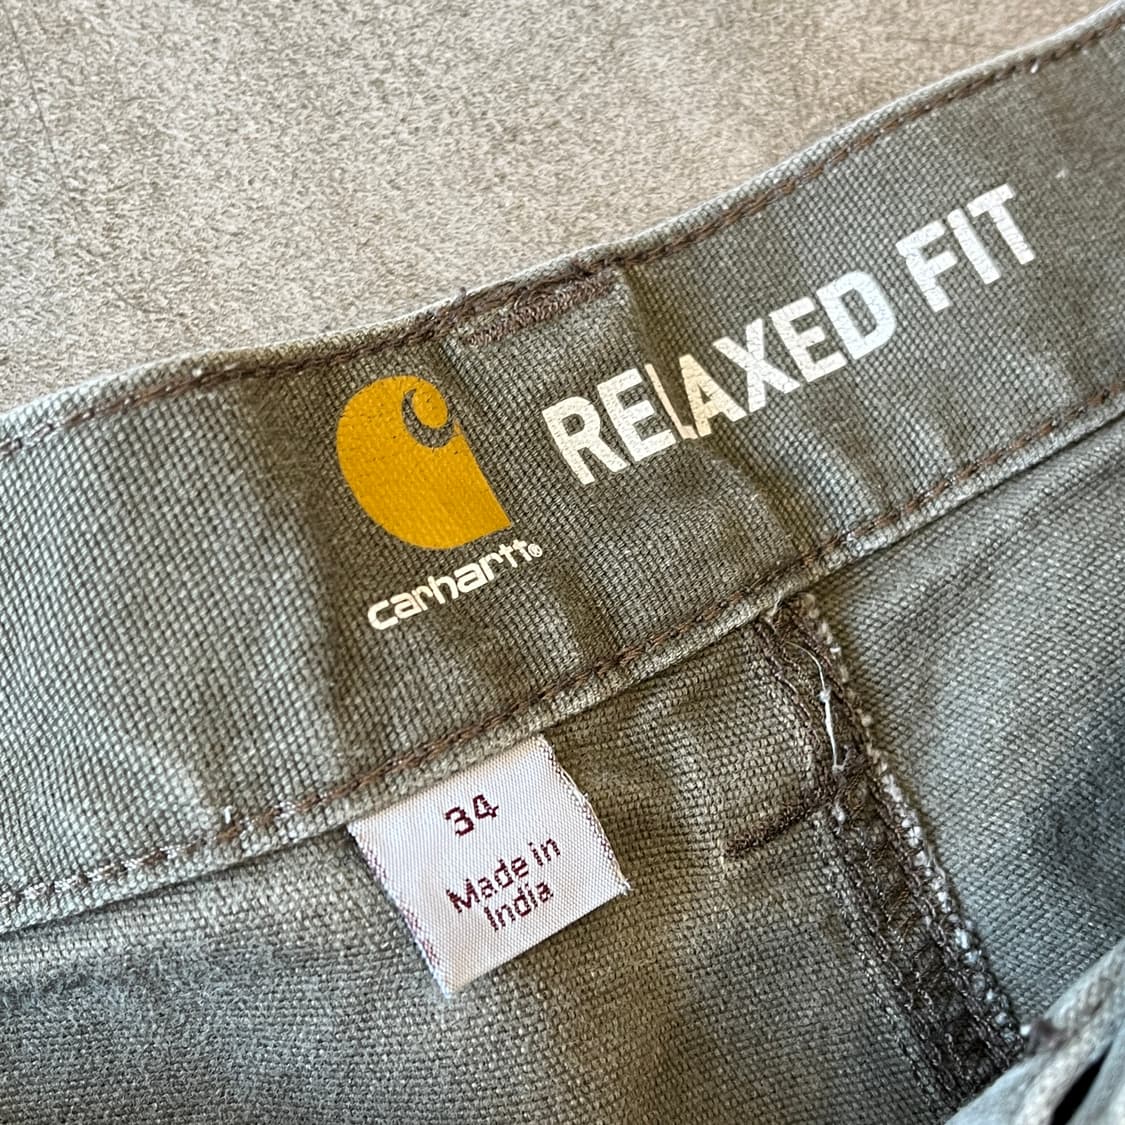 RELAXED FIT
carhartt®
34
Made in
India